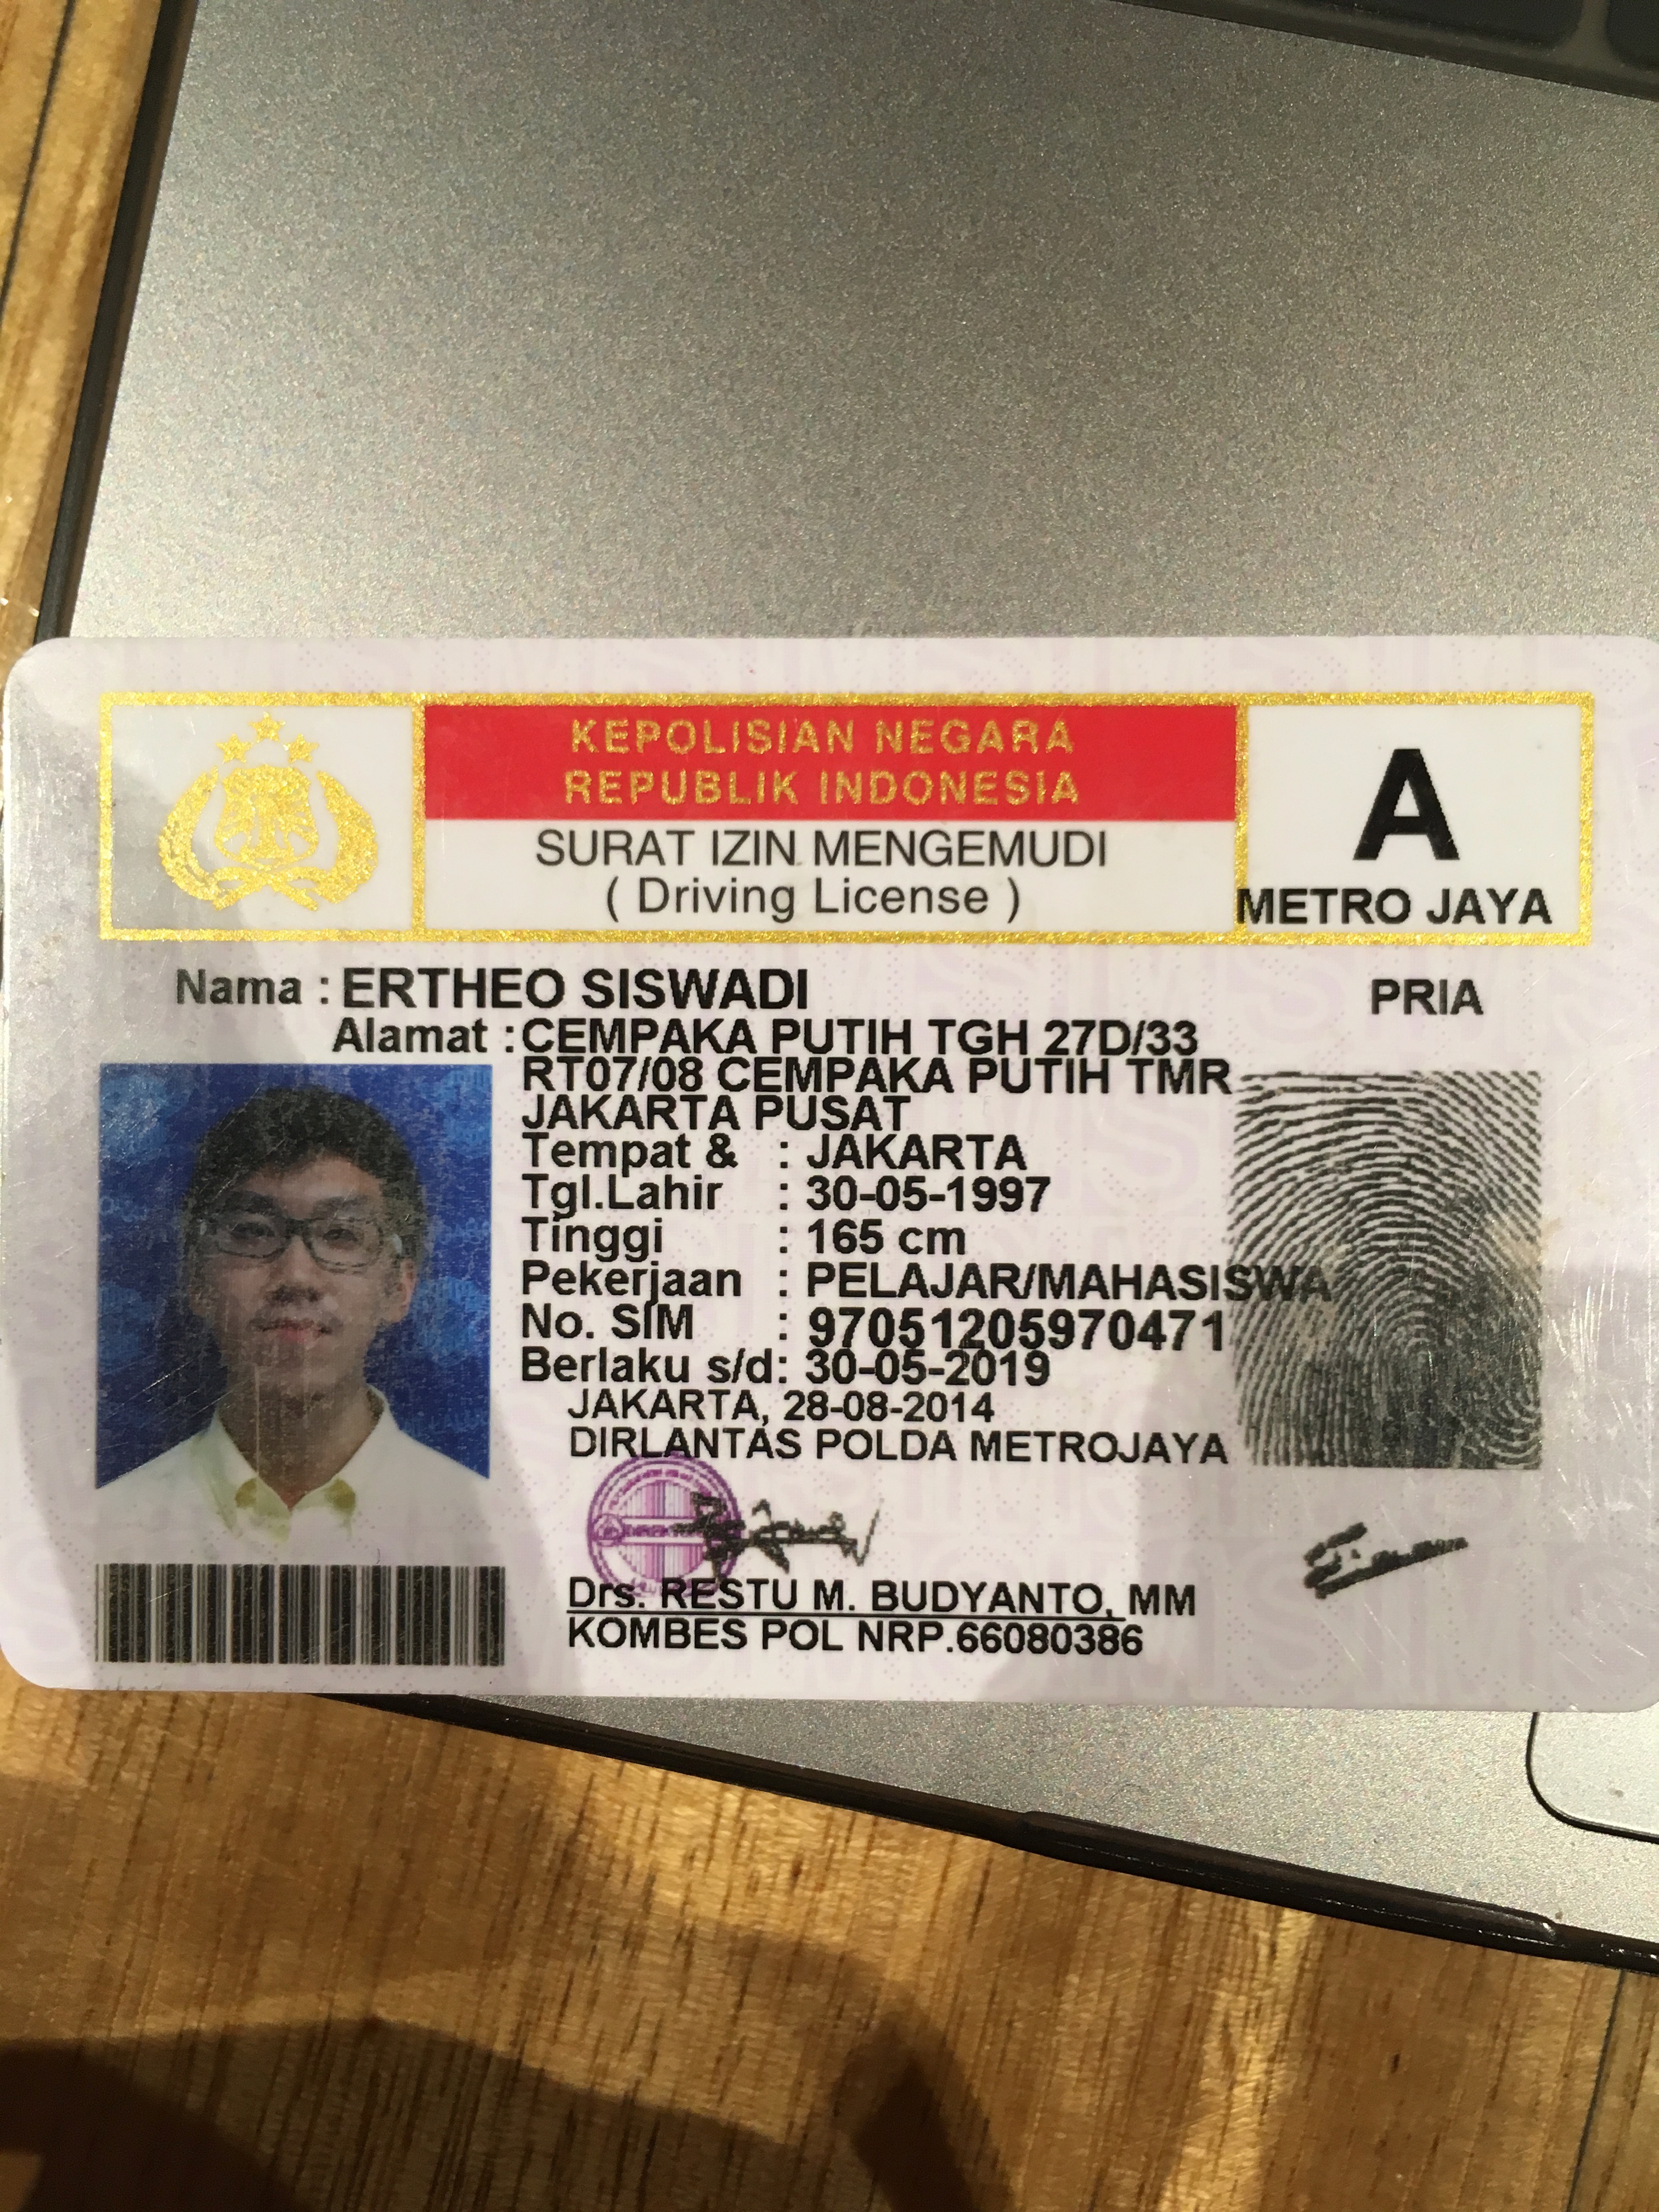 KEPOLISIAN NEGARA
REPUBLIK INDONESIA
SURAT IZIN MENGEMUDI
( Driving License )
A
METRO JAYA
Nama : ERTHEO SISWADI
PRIA
Alamat : CEMPAKA PUTIH TGH 27D/33
RT07/08 CEMPAKA PUTIH TMR
JAKARTA PUSAT
Tempat & : JAKARTA
Tgl.Lahir : 30-05-1997
Tinggi : 165 cm
Pekerjaan : PELAJAR/MAHASISWA
No. SIM : 97051205970471
Berlaku s/d: 30-05-2019
JAKARTA, 28-08-2014
DIRLANTAS POLDA METROJAYA
Drs. RESTU M. BUDYANTO, MM
KOMBES POL NRP.66080386